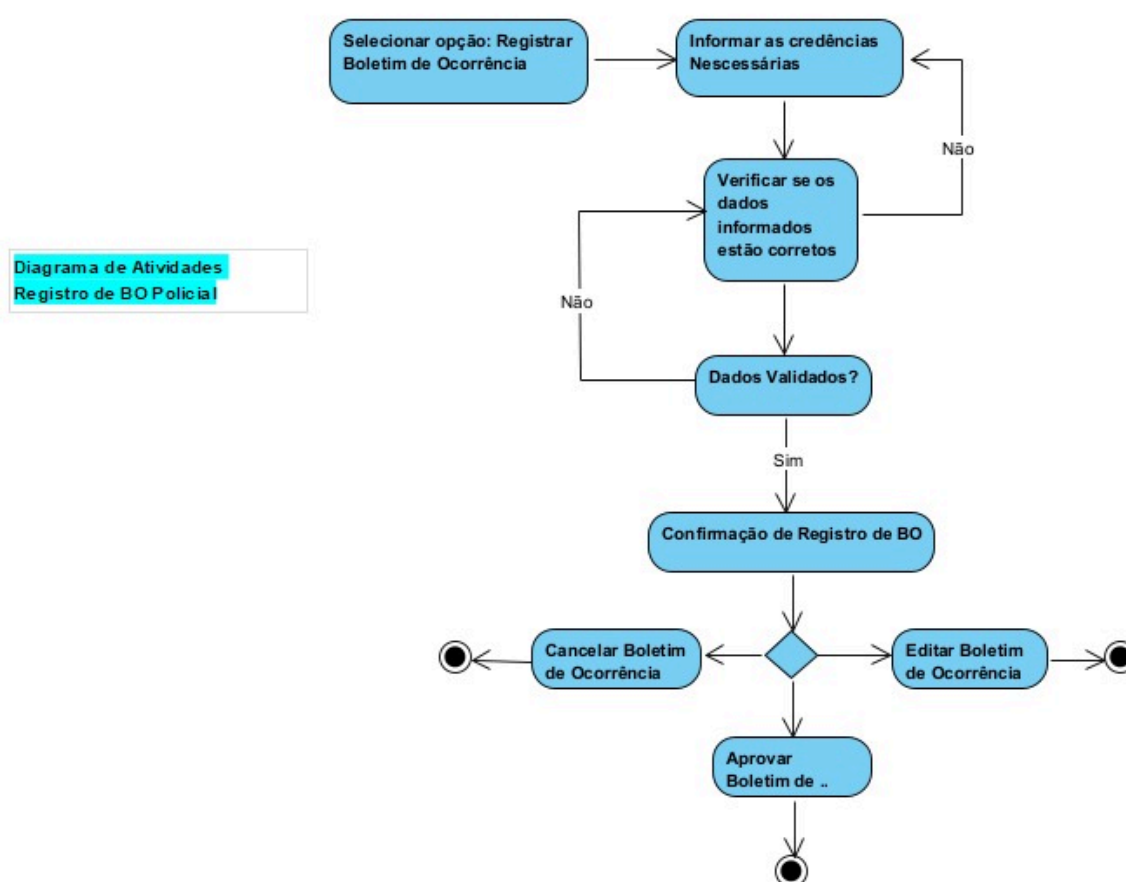 Selecionar opção: Registrar
Boletim de Ocorrência
Informar as credências
Nescessárias
Não
Verificar se os
dados
informados
estão corretos
Diagrama de Atividades
Registro de BO Policial
Não
Dados Validados?
Sim
Confirmação de Registro de BO
Cancelar Boletim
de Ocorrência
Editar Boletim
de Ocorrência
Aprovar
Boletim de ..